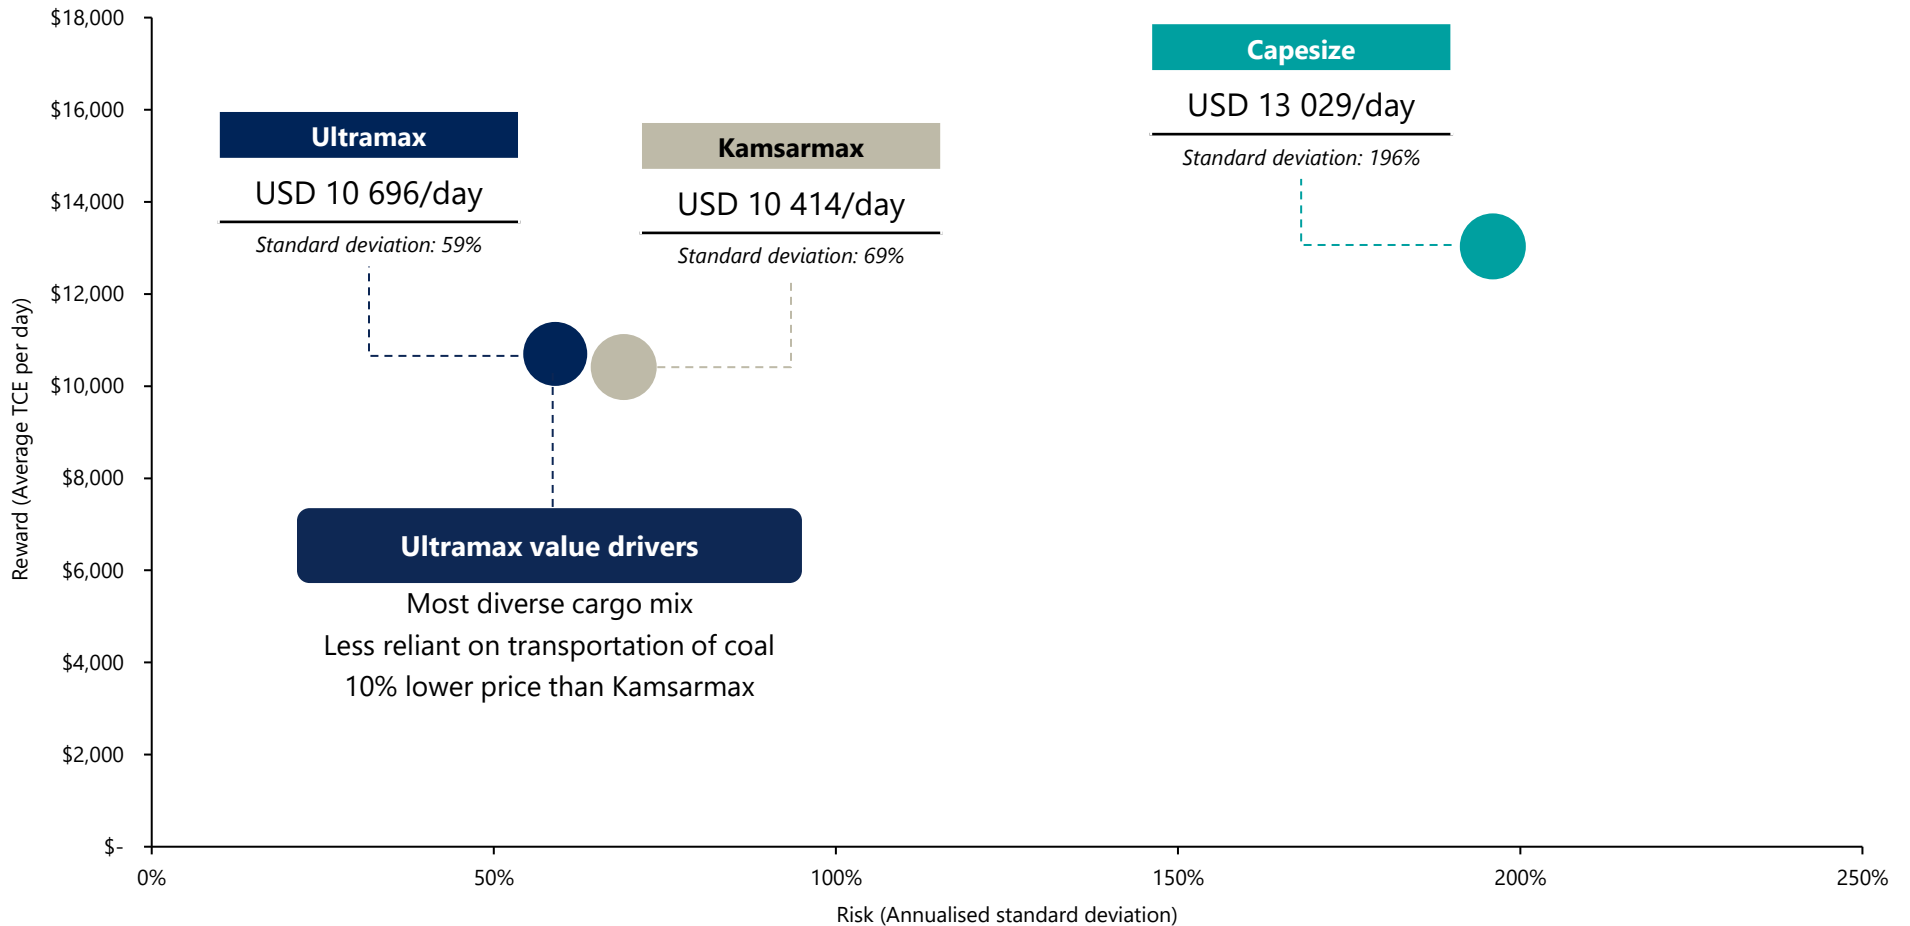 $18,000
$16,000
$14,000
$12,000
$10,000
$8,000
$6,000
$4,000
$2,000
$-
Reward (Average TCE per day)
Ultramax
USD 10 696/day
Standard deviation: 59%
Kamsarmax
USD 10 414/day
Standard deviation: 69%
Capesize
USD 13 029/day
Standard deviation: 196%
Ultramax value drivers
Most diverse cargo mix
Less reliant on transportation of coal
10% lower price than Kamsarmax
0%
50%
100%
150%
200%
250%
Risk (Annualised standard deviation)